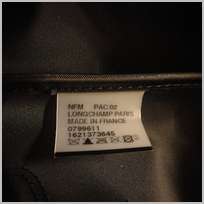 NFM PAC 02
LONGCHAMP PARIS
MADE IN FRANCE
0799611
1621373645